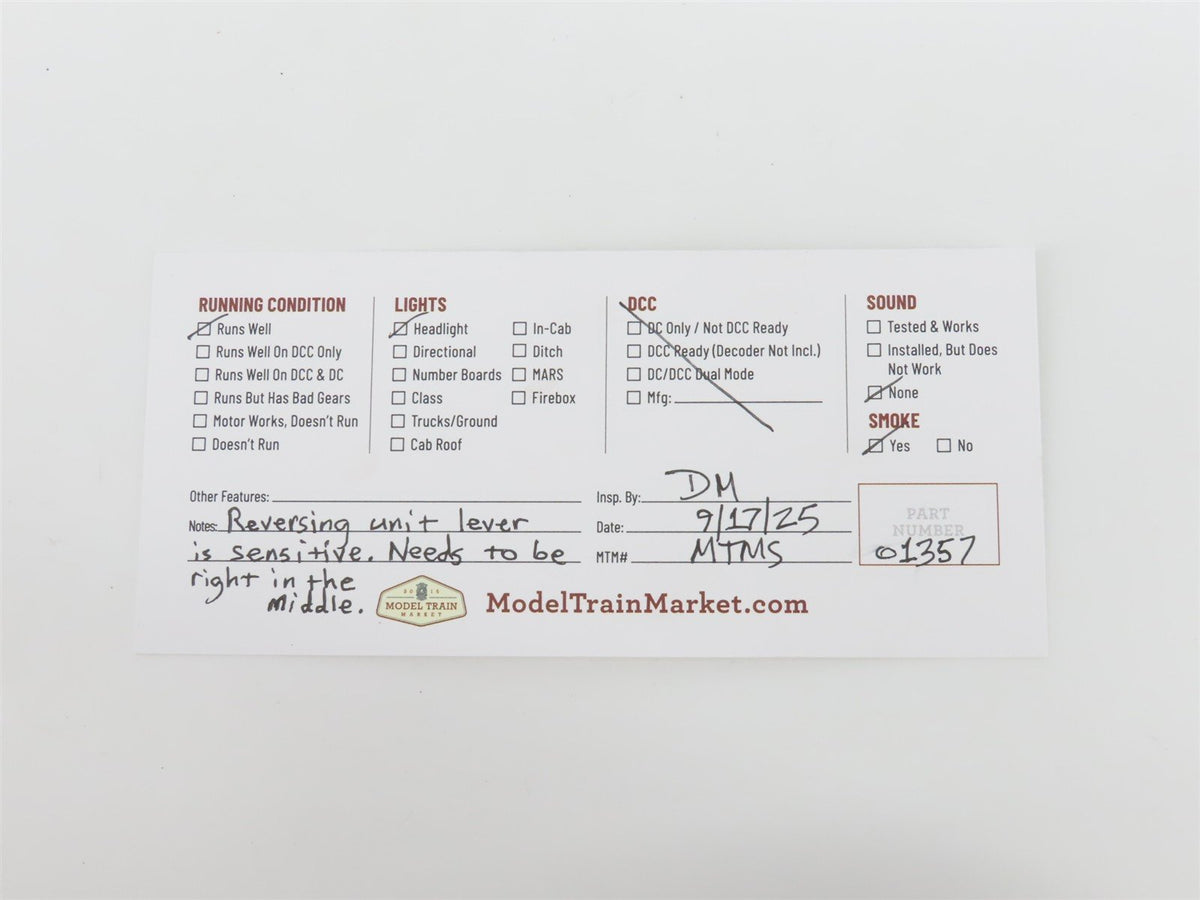 RUNNING CONDITION
Runs Well
Runs Well On DCC Only
Runs Well On DCC & DC
Runs But Has Bad Gears
Motor Works, Doesn't Run
Doesn't Run
LIGHTS
Headlight
Directional
Number Boards
Class
Trucks/Ground
Cab Roof
In-Cab
Ditch
MARS
Firebox
DCC
DC Only / Not DCC Ready
DCC Ready (Decoder Not Incl.)
DC/DCC Dual Mode
Mfg:
SOUND
Tested & Works
Installed, But Does
Not Work
None
SMOKE
Yes No
Other Features:
Notes: Reversing unit lever
is sensitive. Needs to be
right in the
middle.
Insp. By: DM
Date: 9/17/25
MTM# MTMS
PART
NUMBER
01357
2015
MODEL TRAIN
MARKET
ModelTrainMarket.com